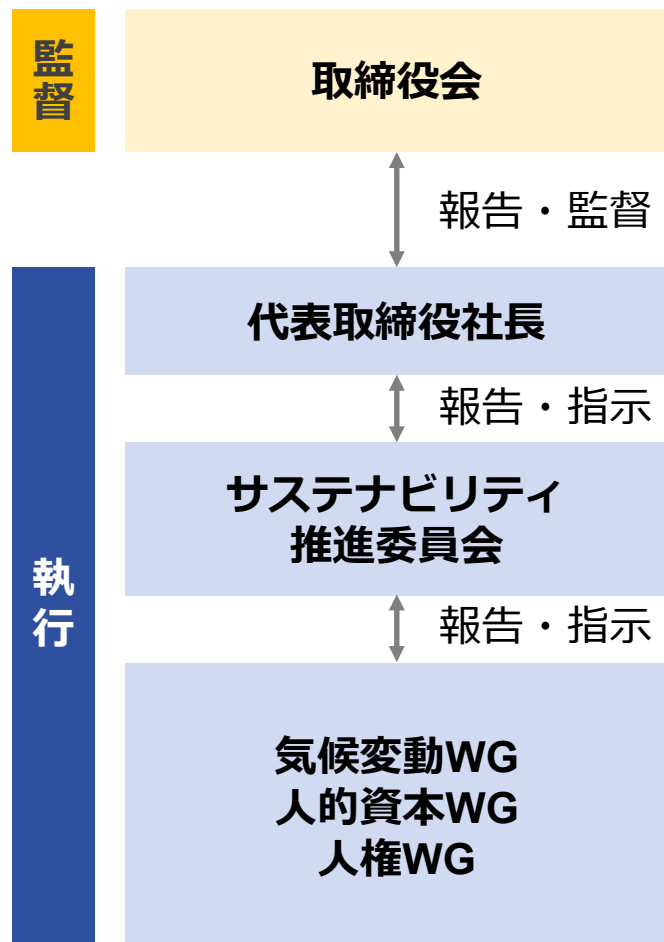 監督
取締役会
報告・監督
代表取締役社長
報告・指示
サステナビリティ
推進委員会
執行
報告・指示
気候変動WG
人的資本WG
人権WG